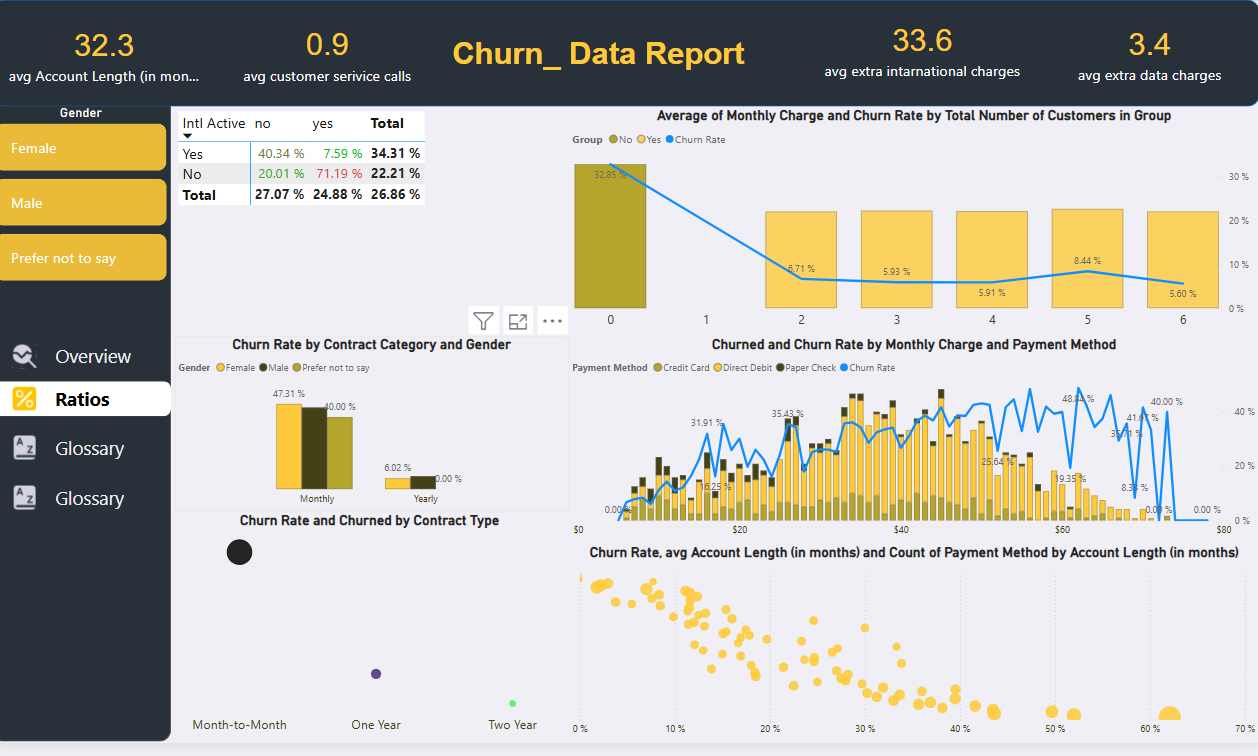 32.3
avg Account Length (in mon...
0.9
avg customer serivice calls
Churn_ Data Report
33.6
avg extra intarnational charges
3.4
avg extra data charges
Gender
Female
Male
Prefer not to say
Overview
Ratios
Glossary
Glossary
Intl Active no yes Total
Yes 40.34 % 7.59 % 34.31 %
No 20.01 % 71.19 % 22.21 %
Total 27.07 % 24.88 % 26.86 %
Average of Monthly Charge and Churn Rate by Total Number of Customers in Group
Group No Yes Churn Rate
32.85 %
6.71 %
5.93 %
5.91 %
8.44 %
5.60 %
30 %
20 %
10 %
0 %
0 1 2 3 4 5 6
Churn Rate by Contract Category and Gender
Gender Female Male Prefer not to say
47.31 %
40.00 %
6.02 %
0.00 %
Monthly Yearly
Churned and Churn Rate by Monthly Charge and Payment Method
Payment Method Credit Card Direct Debit Paper Check Churn Rate
0.00 %
31.91 %
16.25 %
35.43 %
25.64 %
48.84 %
19.35 %
8.33 %
0.00 %
40.00 %
0.00 %
40 %
20 %
0 %
$0 $20 $40 $60 $80
Churn Rate and Churned by Contract Type
Month-to-Month One Year Two Year
Churn Rate, avg Account Length (in months) and Count of Payment Method by Account Length (in months)
0 % 10 % 20 % 30 % 40 % 50 % 60 % 70 %